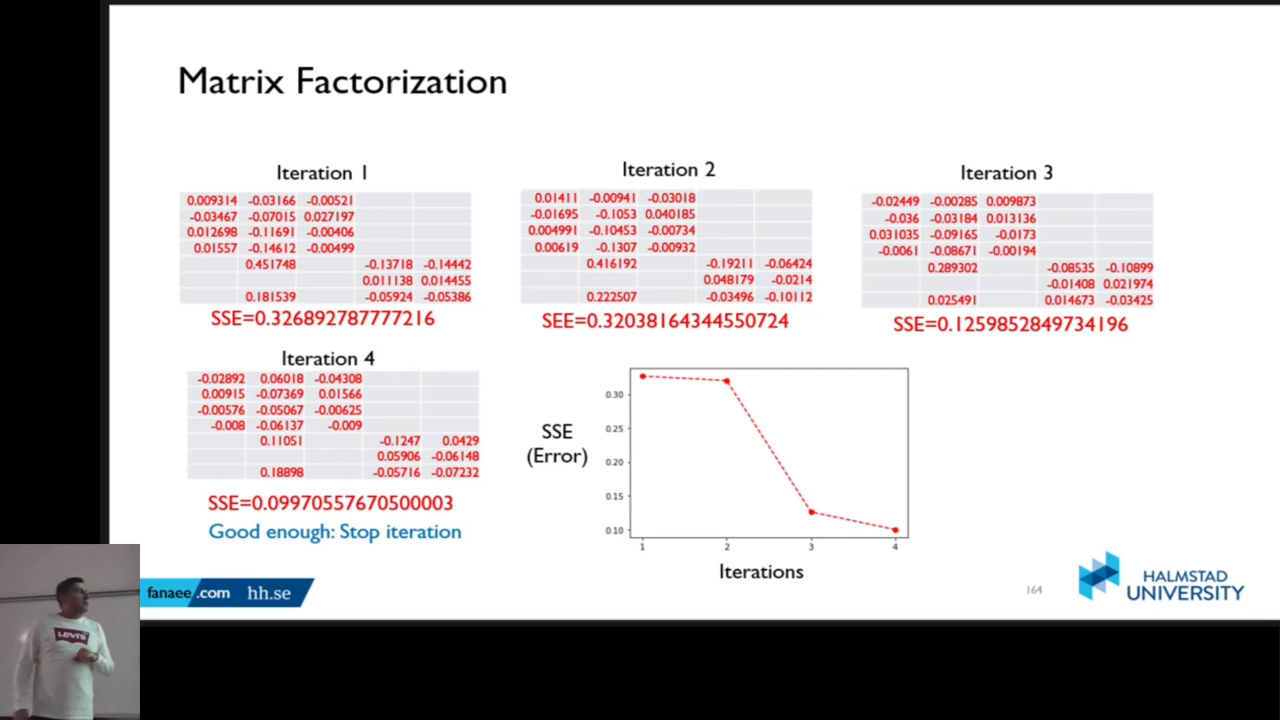 Matrix Factorization
Iteration 1
0.009314 -0.03166 -0.00521
-0.03467 -0.07015 0.027197
0.012698 -0.11691 -0.00406
0.01557 -0.14612 -0.00499
0.451748 -0.13718 -0.14442
0.011138 0.014455
0.181539 -0.05924 -0.05386
SSE=0.326892787777216
Iteration 2
0.01411 -0.00941 -0.03018
-0.01695 -0.1053 0.040185
0.004991 -0.10453 -0.00734
0.00619 -0.1307 -0.00932
0.416192 -0.19211 -0.06424
0.048179 -0.0214
0.222507 -0.03496 -0.10112
SEE=0.32038164344550724
Iteration 3
-0.02449 -0.00285 0.009873
-0.036 -0.03184 0.013136
0.031035 -0.09165 -0.0173
-0.0061 -0.08671 -0.00194
0.289302 -0.08535 -0.10899
-0.01408 0.021974
0.025491 0.014673 -0.03425
SSE=0.1259852849734196
Iteration 4
-0.02892 0.06018 -0.04308
0.00915 -0.07369 0.01566
-0.00576 -0.05067 -0.00625
-0.008 -0.06137 -0.009
0.11051 -0.1247 0.0429
0.05906 -0.06148
0.18898 -0.05716 -0.07232
SSE=0.09970557670500003
Good enough: Stop iteration
SSE
(Error)
0.30
0.25
0.20
0.15
0.10
1 2 3 4
Iterations
fanaee.com hh.se
164
HALMSTAD
UNIVERSITY
LEVI'S